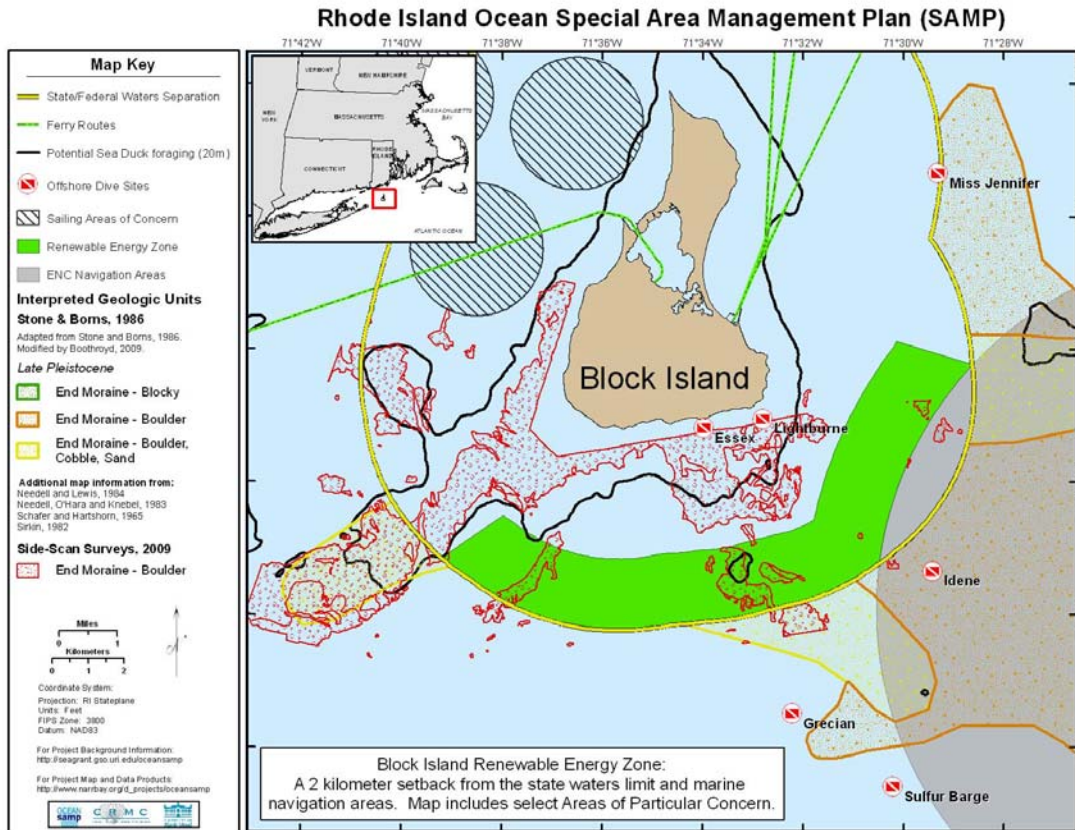 Rhode Island Ocean Special Area Management Plan (SAMP)
71°42'W 71°40'W 71°38'W 71°36'W 71°34'W 71°32'W 71°30'W 71°28'W
Map Key
State/Federal Waters Separation
Ferry Routes
Potential Sea Duck foraging (20m)
Offshore Dive Sites
Sailing Areas of Concern
Renewable Energy Zone
ENC Navigation Areas
Interpreted Geologic Units
Stone & Borns, 1986
Adapted from Stone and Borns, 1986.
Modified by Boothroyd, 2009.
Late Pleistocene
End Moraine - Blocky
End Moraine - Boulder
End Moraine - Boulder,
Cobble, Sand
Additional map information from:
Needell and Lewis, 1984
Needell, O'Hara and Knebel, 1983
Schafer and Hartshorn, 1965
Sirkin, 1982
Side-Scan Surveys, 2009
End Moraine - Boulder
Miles
0 1
Kilometers
0 1 2
Coordinate System:
Projection: RI Stateplane
Units: Feet
FIPS Zone: 3800
Datum: NAD83
For Project Background Information:
http://seagrant.gso.uri.edu/oceansamp
For Project Map and Data Products:
http://www.narrbay.org/d_projects/oceansamp
OCEAN
samp
CRMC
VERMONT
NEW HAMPSHIRE
NEW
YORK
MASSACHUSETTS
MASSACHUSETTS
BAY
CONNECTICUT
RHODE
ISLAND
ATLANTIC OCEAN
Miss Jennifer
Block Island
Essex
Lightburne
Idene
Grecian
Sulfur Barge
Block Island Renewable Energy Zone:
A 2 kilometer setback from the state waters limit and marine
navigation areas. Map includes select Areas of Particular Concern.